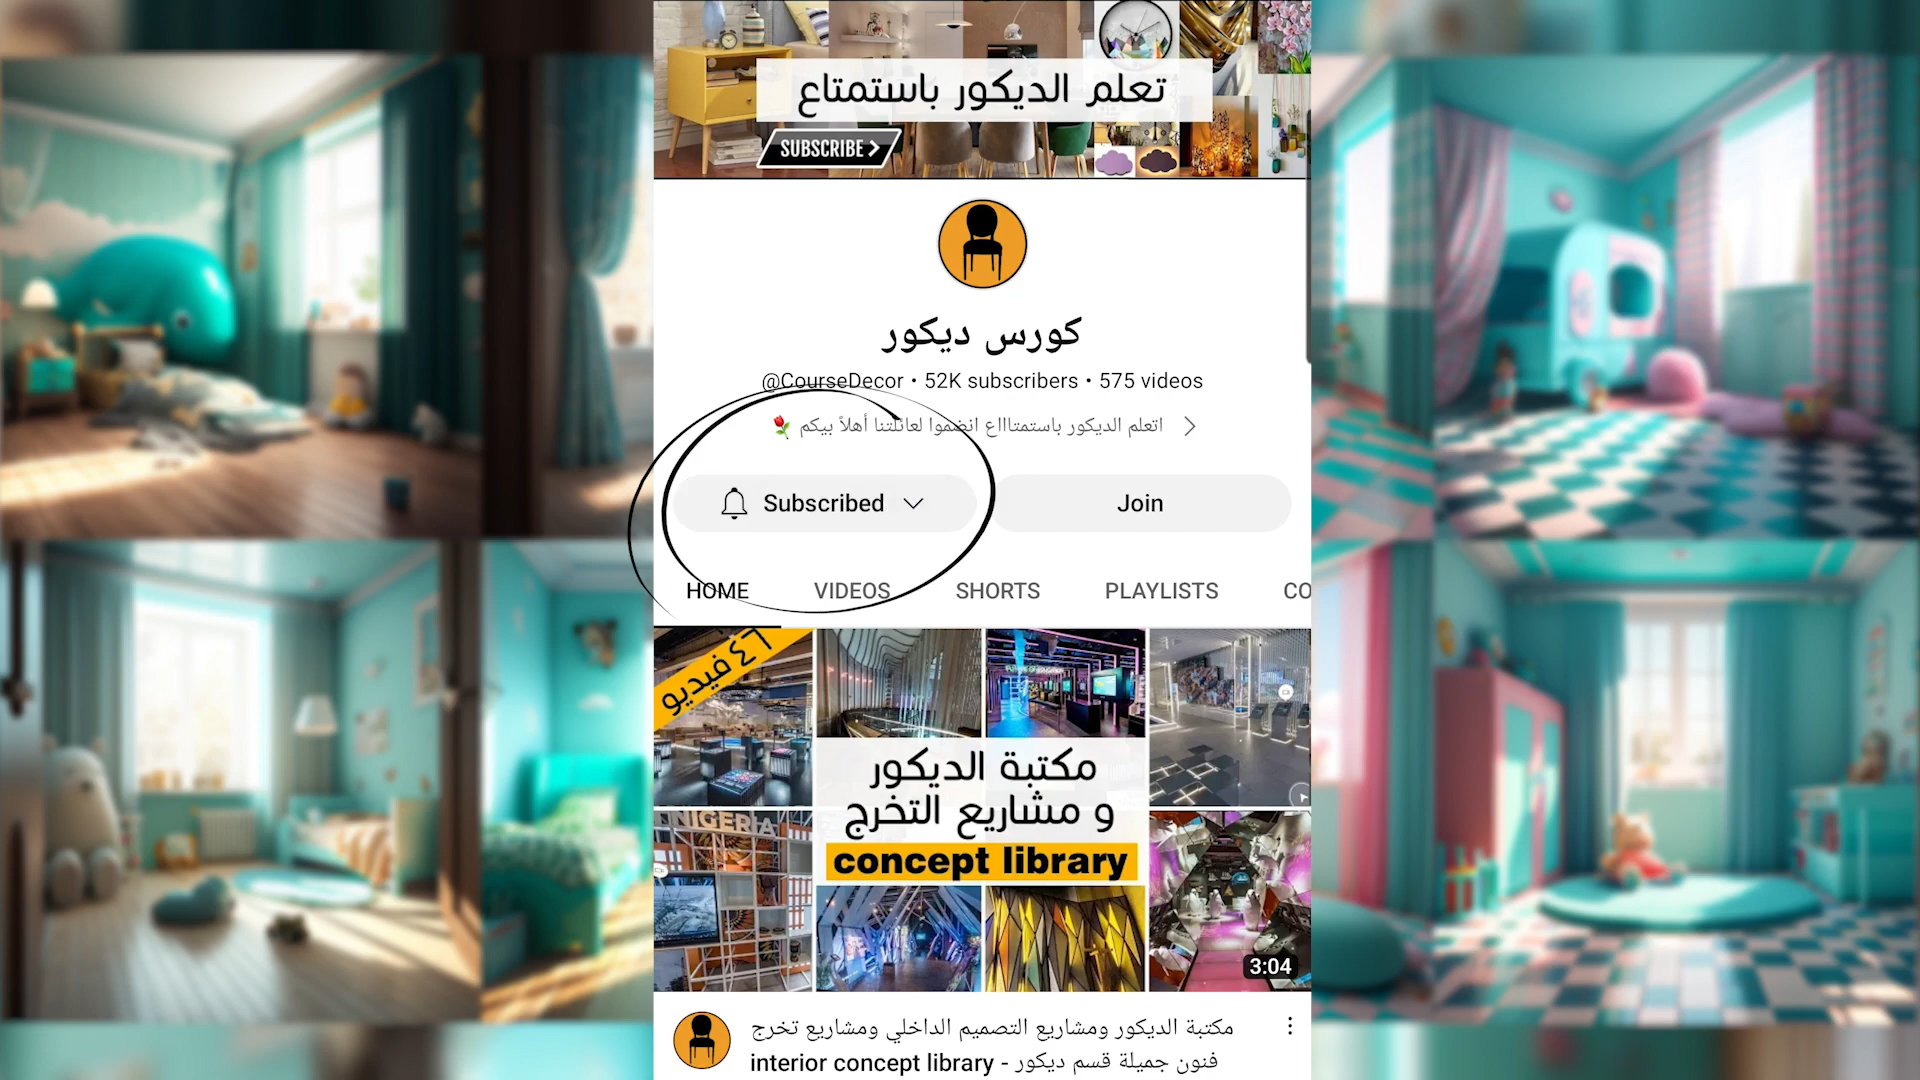 تعلم الديكور باستمتاع
SUBSCRIBE
كورس ديكور
@CourseDecor • 52K subscribers • 575 videos
اتعلم الديكور باستمتاااع انضموا لعائلتنا أهلاً بيكم
Subscribed
Join
HOME VIDEOS SHORTS PLAYLISTS CO
٤٦ فيديو
مكتبة الديكور
و مشاريع التخرج
concept library
NIGERIA
3:04
مكتبة الديكور ومشاريع التصميم الداخلي ومشاريع تخرج
فنون جميلة قسم ديكور - interior concept library